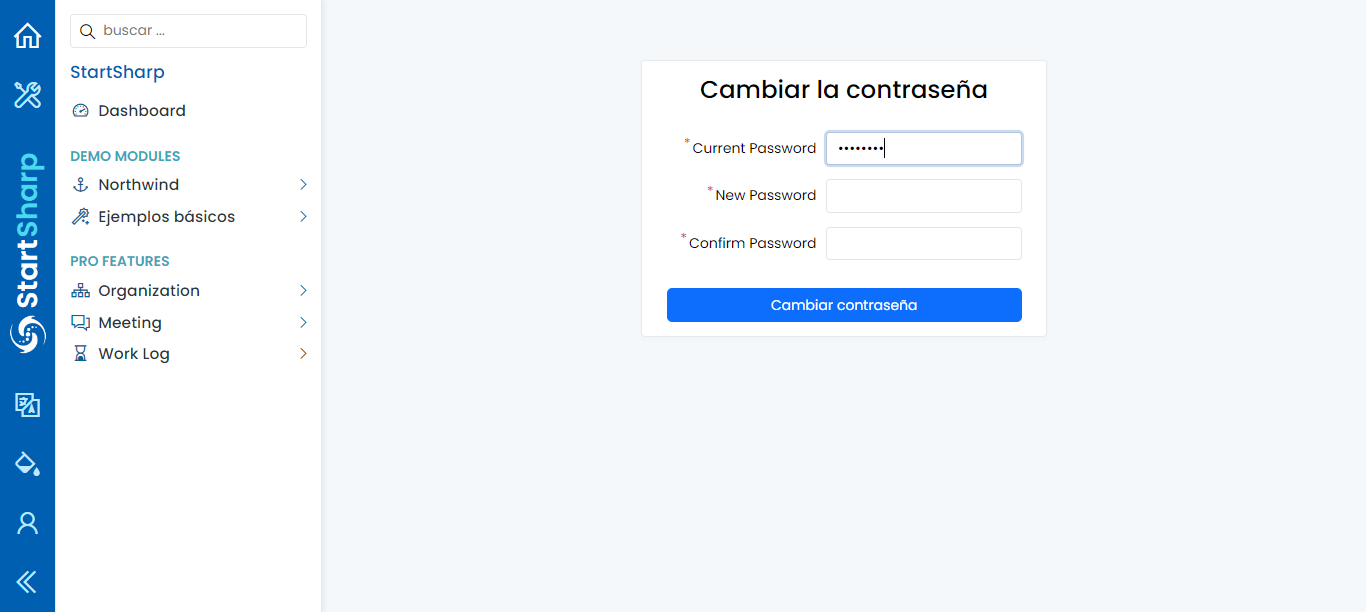 StartSharp
buscar ...
StartSharp
Dashboard
DEMO MODULES
Northwind
Ejemplos básicos
PRO FEATURES
Organization
Meeting
Work Log
Cambiar la contraseña
*Current Password ••••••••
*New Password
*Confirm Password
Cambiar contraseña